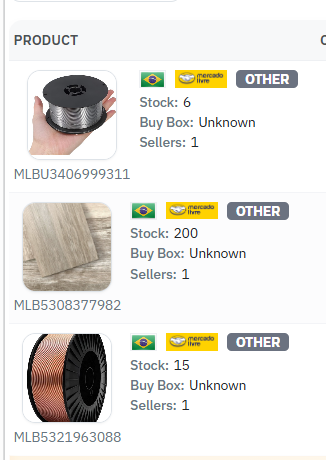 PRODUCT
mercado
livre
OTHER
Stock: 6
Buy Box: Unknown
Sellers: 1
MLBU3406999311
mercado
livre
OTHER
Stock: 200
Buy Box: Unknown
Sellers: 1
MLB5308377982
mercado
livre
OTHER
Stock: 15
Buy Box: Unknown
Sellers: 1
MLB5321963088